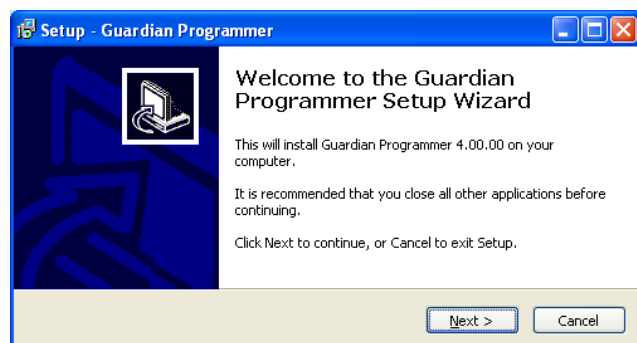 Setup - Guardian Programmer
Welcome to the Guardian
Programmer Setup Wizard
This will install Guardian Programmer 4.00.00 on your
computer.
It is recommended that you close all other applications before
continuing.
Click Next to continue, or Cancel to exit Setup.
Next >
Cancel